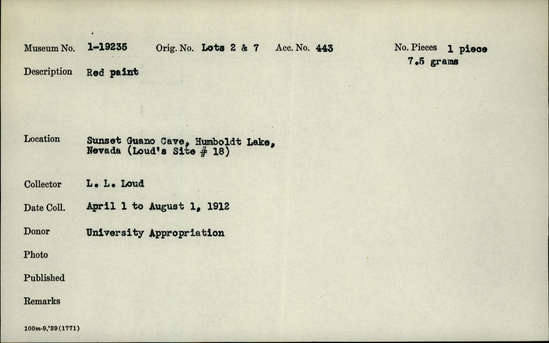 Museum No. 1-19235 Orig. No. Lots 2 & 7 Acc. No. 443 No. Pieces 1 piece
7.5 grams
Description Red paint
Location Sunset Guano Cave, Humboldt Lake,
Nevada (Loud's Site # 18)
Collector L. L. Loud
Date Coll. April 1 to August 1, 1912
Donor University Appropriation
Photo
Published
Remarks
100m-9,'39(1771)